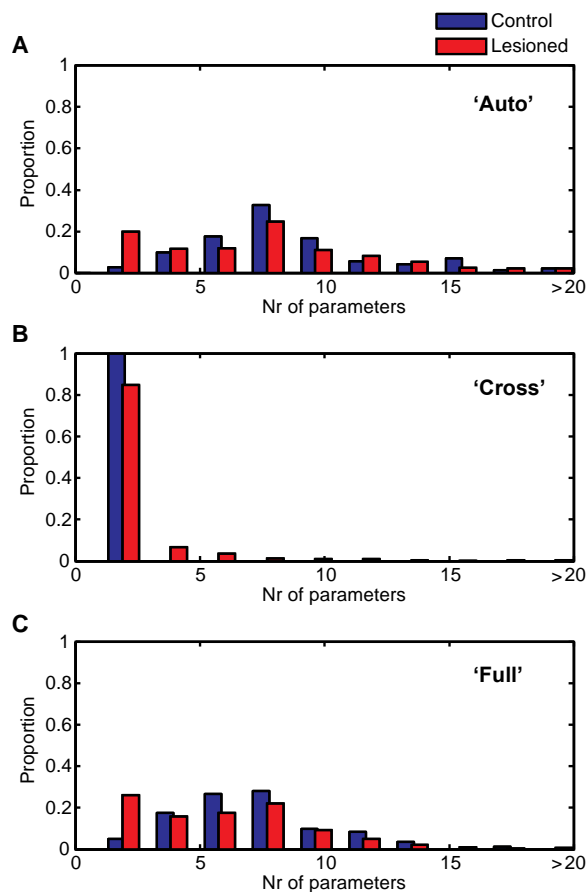 Control
Lesioned
A
1
0.8
0.6
0.4
0.2
0
Proportion
'Auto'
0 5 10 15 >20
Nr of parameters
B
1
0.8
0.6
0.4
0.2
0
Proportion
'Cross'
0 5 10 15 >20
Nr of parameters
C
1
0.8
0.6
0.4
0.2
0
Proportion
'Full'
0 5 10 15 >20
Nr of parameters